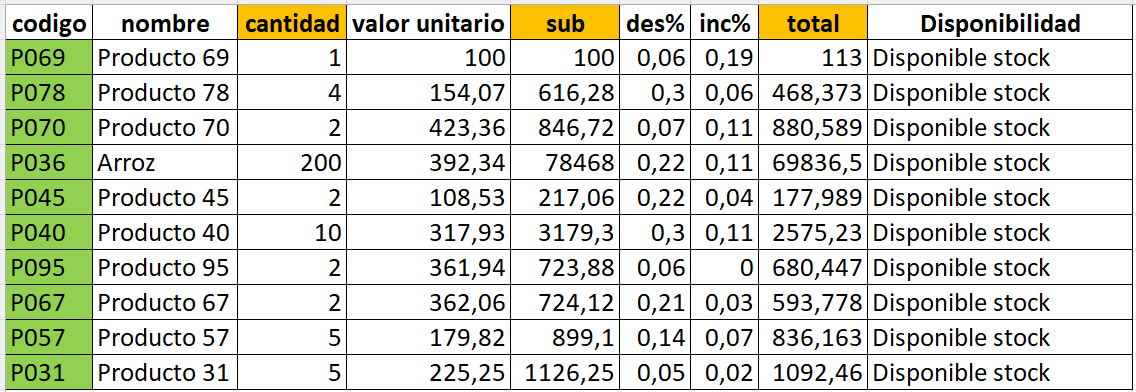 codigo nombre cantidad valor unitario sub des% inc% total Disponibilidad
P069 Producto 69 1 100 100 0,06 0,19 113 Disponible stock
P078 Producto 78 4 154,07 616,28 0,3 0,06 468,373 Disponible stock
P070 Producto 70 2 423,36 846,72 0,07 0,11 880,589 Disponible stock
P036 Arroz 200 392,34 78468 0,22 0,11 69836,5 Disponible stock
P045 Producto 45 2 108,53 217,06 0,22 0,04 177,989 Disponible stock
P040 Producto 40 10 317,93 3179,3 0,3 0,11 2575,23 Disponible stock
P095 Producto 95 2 361,94 723,88 0,06 0 680,447 Disponible stock
P067 Producto 67 2 362,06 724,12 0,21 0,03 593,778 Disponible stock
P057 Producto 57 5 179,82 899,1 0,14 0,07 836,163 Disponible stock
P031 Producto 31 5 225,25 1126,25 0,05 0,02 1092,46 Disponible stock